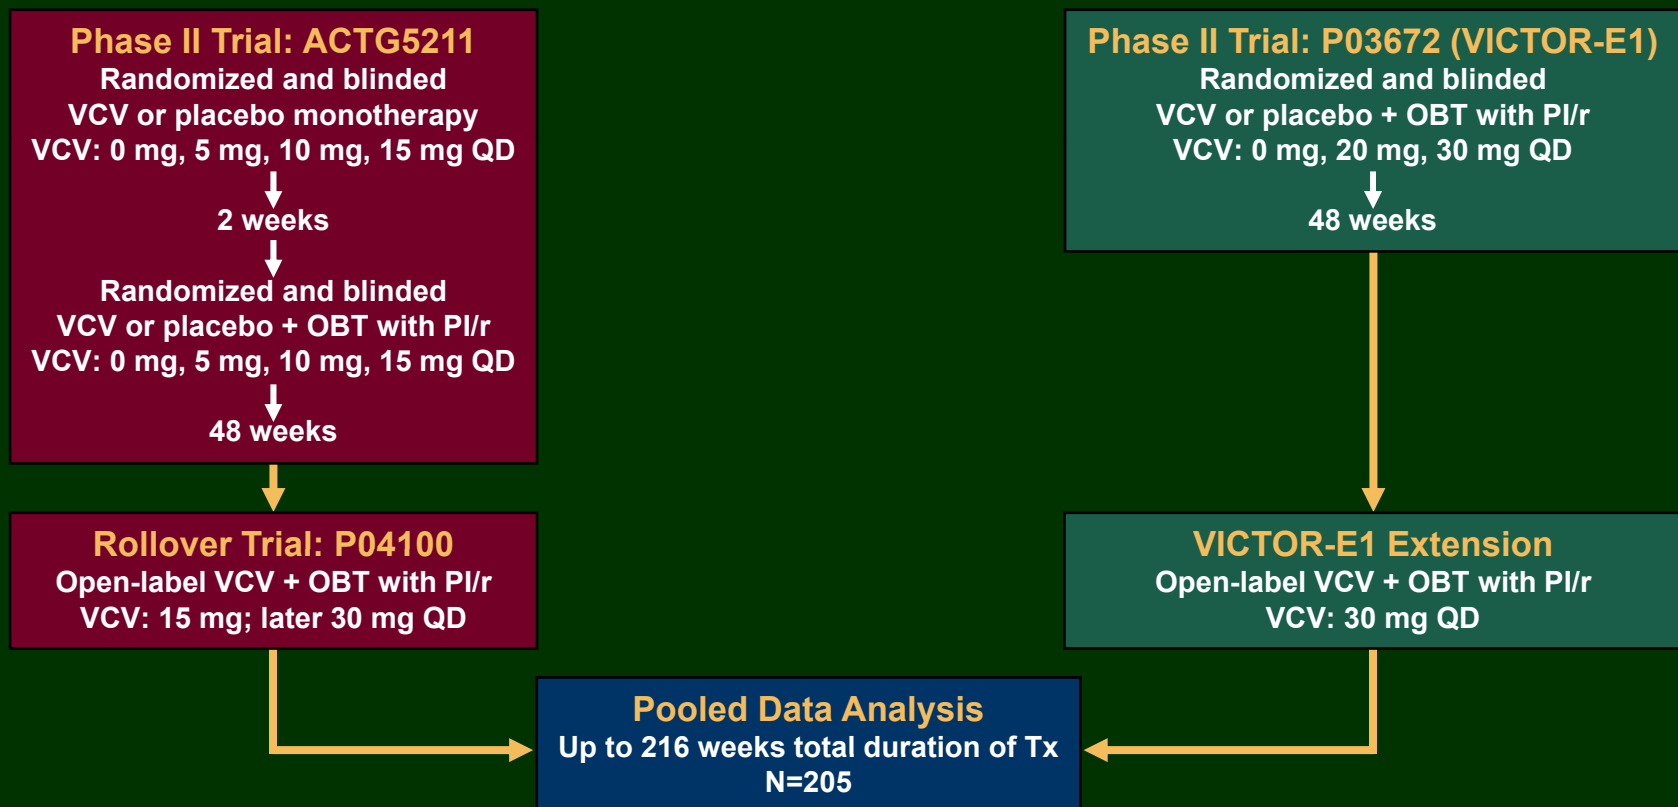 Phase II Trial: ACTG5211
Randomized and blinded
VCV or placebo monotherapy
VCV: 0 mg, 5 mg, 10 mg, 15 mg QD
2 weeks
Randomized and blinded
VCV or placebo + OBT with PI/r
VCV: 0 mg, 5 mg, 10 mg, 15 mg QD
48 weeks
Rollover Trial: P04100
Open-label VCV + OBT with PI/r
VCV: 15 mg; later 30 mg QD
Phase II Trial: P03672 (VICTOR-E1)
Randomized and blinded
VCV or placebo + OBT with PI/r
VCV: 0 mg, 20 mg, 30 mg QD
48 weeks
VICTOR-E1 Extension
Open-label VCV + OBT with PI/r
VCV: 30 mg QD
Pooled Data Analysis
Up to 216 weeks total duration of Tx
N=205